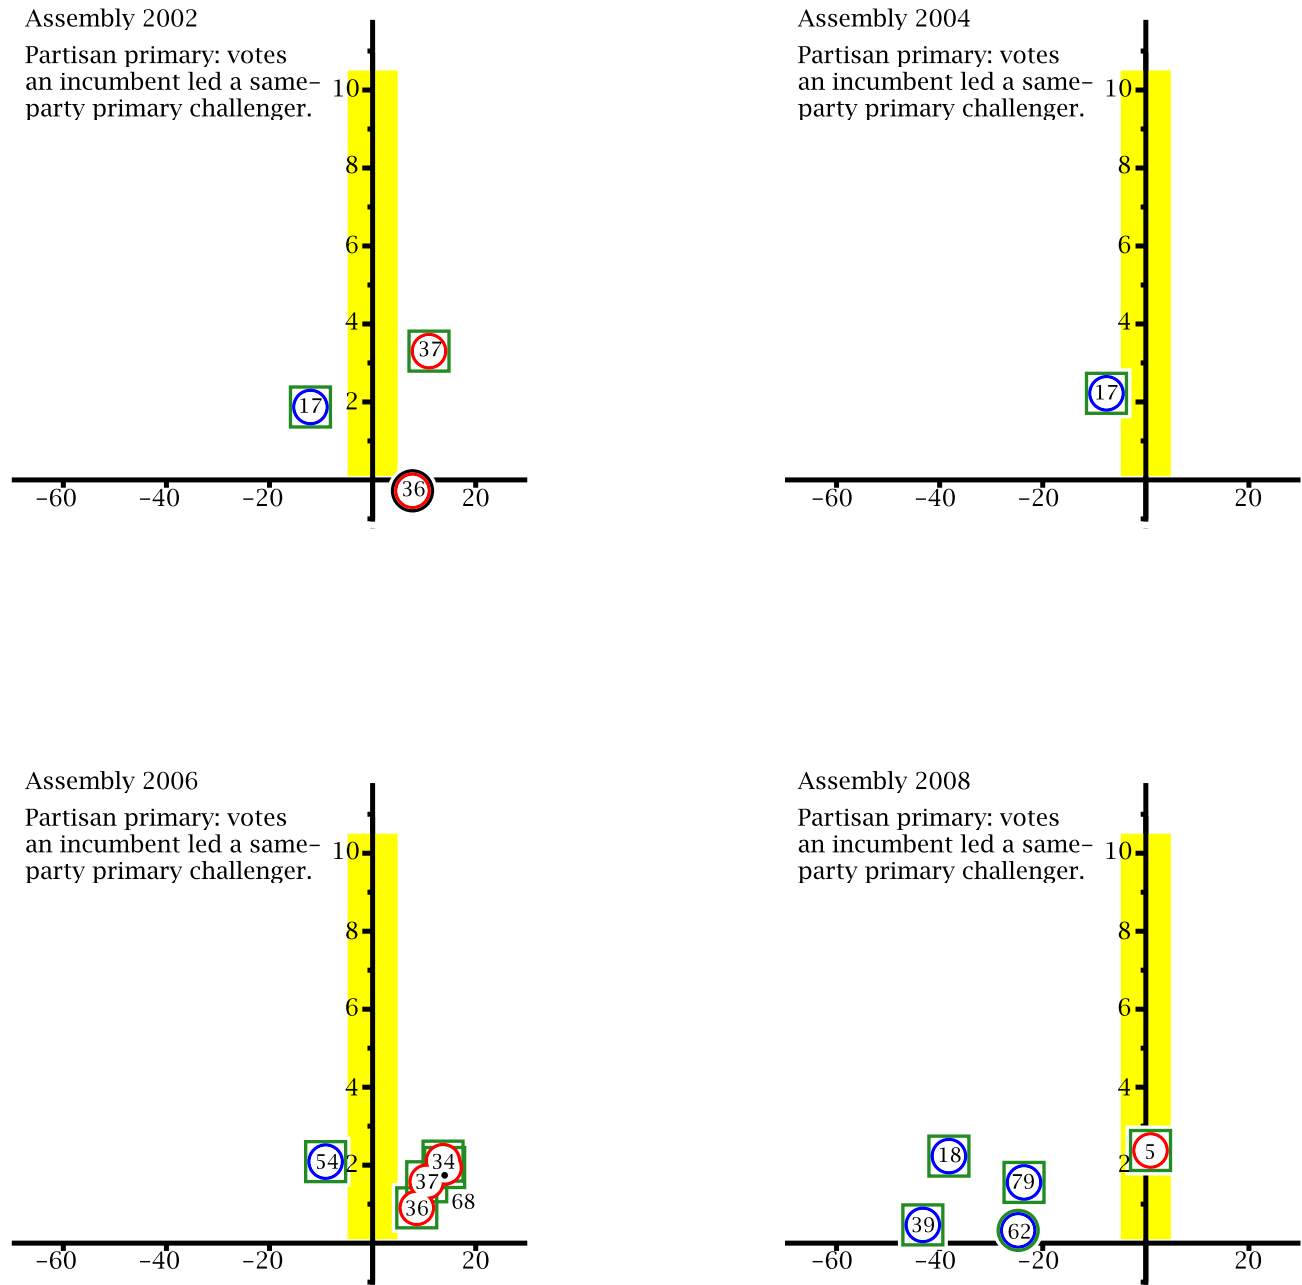 Assembly 2002
Partisan primary: votes
an incumbent led a same-
party primary challenger.
10
8
6
4
2
37
17
36
-60 -40 -20 20
Assembly 2004
Partisan primary: votes
an incumbent led a same-
party primary challenger.
10
8
6
4
2
17
-60 -40 -20 20
Assembly 2006
Partisan primary: votes
an incumbent led a same-
party primary challenger.
10
8
6
4
2
54
34
37
68
36
-60 -40 -20 20
Assembly 2008
Partisan primary: votes
an incumbent led a same-
party primary challenger.
10
8
6
4
2
5
18
79
39
62
-60 -40 -20 20